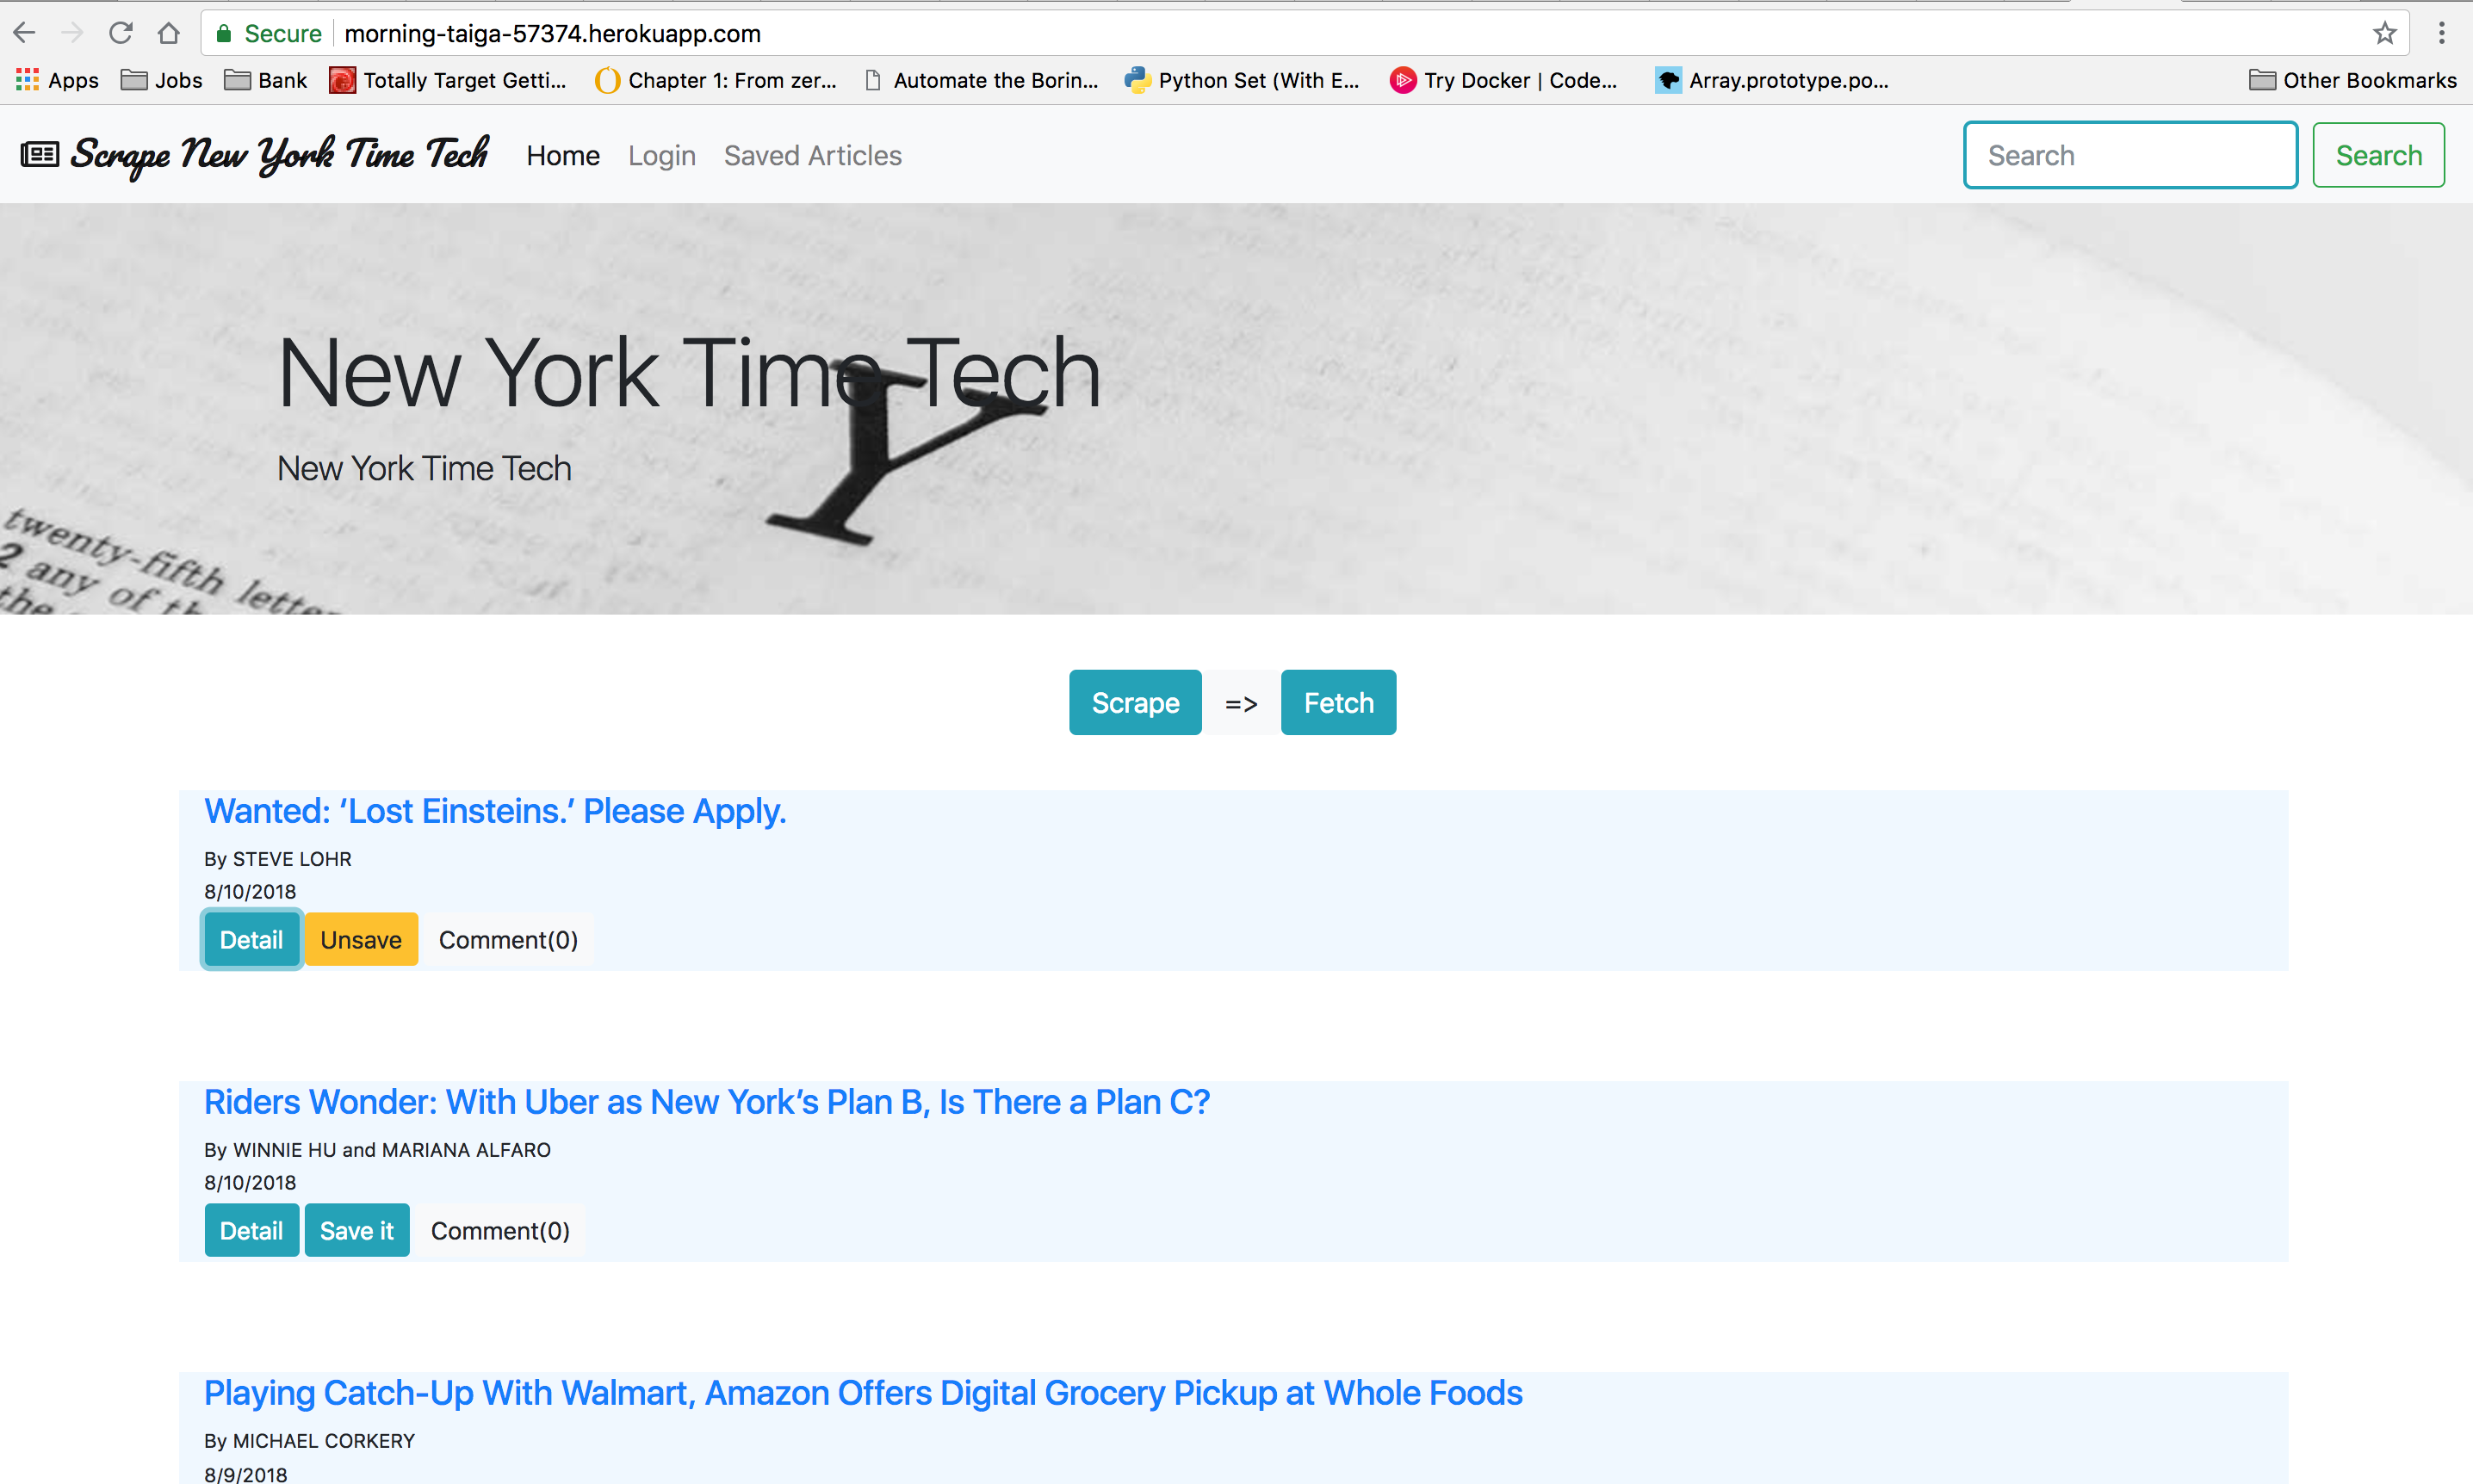 Secure morning-taiga-57374.herokuapp.com
Apps Jobs Bank Totally Target Getti... Chapter 1: From zer... Automate the Borin... Python Set (With E... Try Docker | Code... Array.prototype.po... Other Bookmarks
Scrape New York Time Tech Home Login Saved Articles Search Search
New York Time Tech
Y
New York Time Tech
twenty-fifth letter
2 any of th
the
Scrape => Fetch
Wanted: ‘Lost Einsteins.’ Please Apply.
By STEVE LOHR
8/10/2018
Detail Unsave Comment(0)
Riders Wonder: With Uber as New York’s Plan B, Is There a Plan C?
By WINNIE HU and MARIANA ALFARO
8/10/2018
Detail Save it Comment(0)
Playing Catch-Up With Walmart, Amazon Offers Digital Grocery Pickup at Whole Foods
By MICHAEL CORKERY
8/9/2018